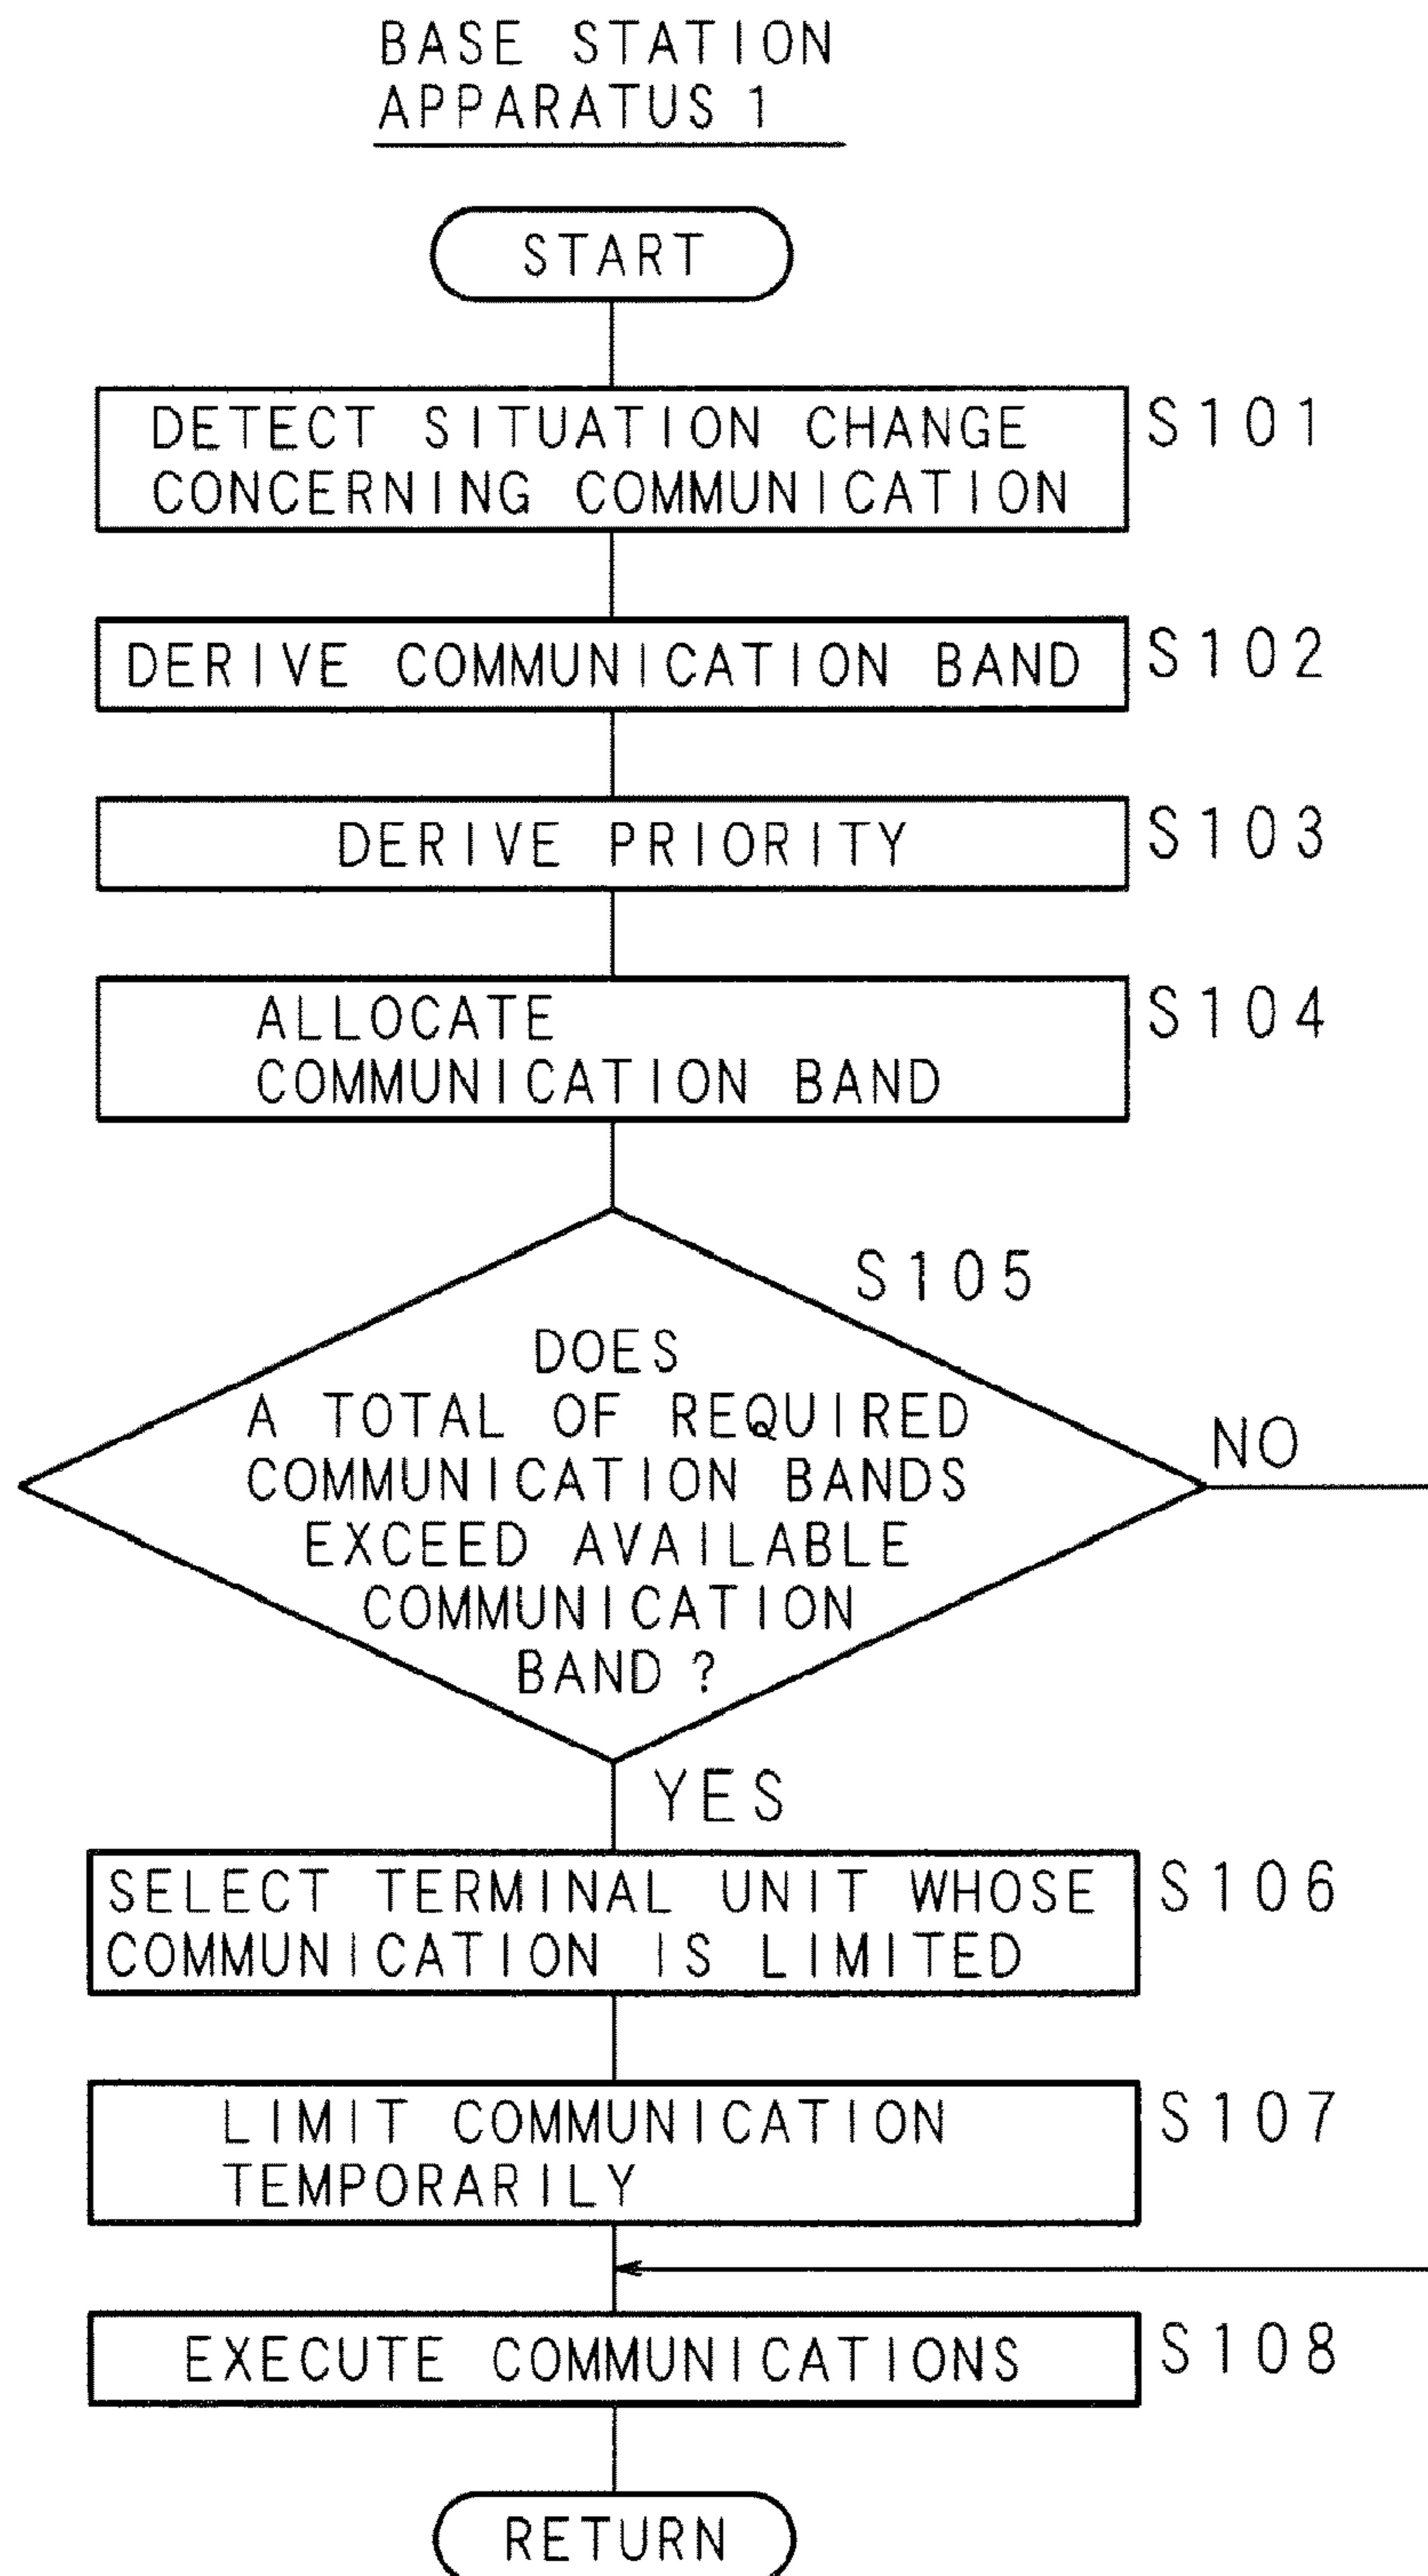 BASE STATION
APPARATUS 1
START
DETECT SITUATION CHANGE
CONCERNING COMMUNICATION
S101
DERIVE COMMUNICATION BAND
S102
DERIVE PRIORITY
S103
ALLOCATE
COMMUNICATION BAND
S104
S105
DOES
A TOTAL OF REQUIRED
COMMUNICATION BANDS
EXCEED AVAILABLE
COMMUNICATION
BAND ?
NO
YES
SELECT TERMINAL UNIT WHOSE
COMMUNICATION IS LIMITED
S106
LIMIT COMMUNICATION
TEMPORARILY
S107
EXECUTE COMMUNICATIONS
S108
RETURN